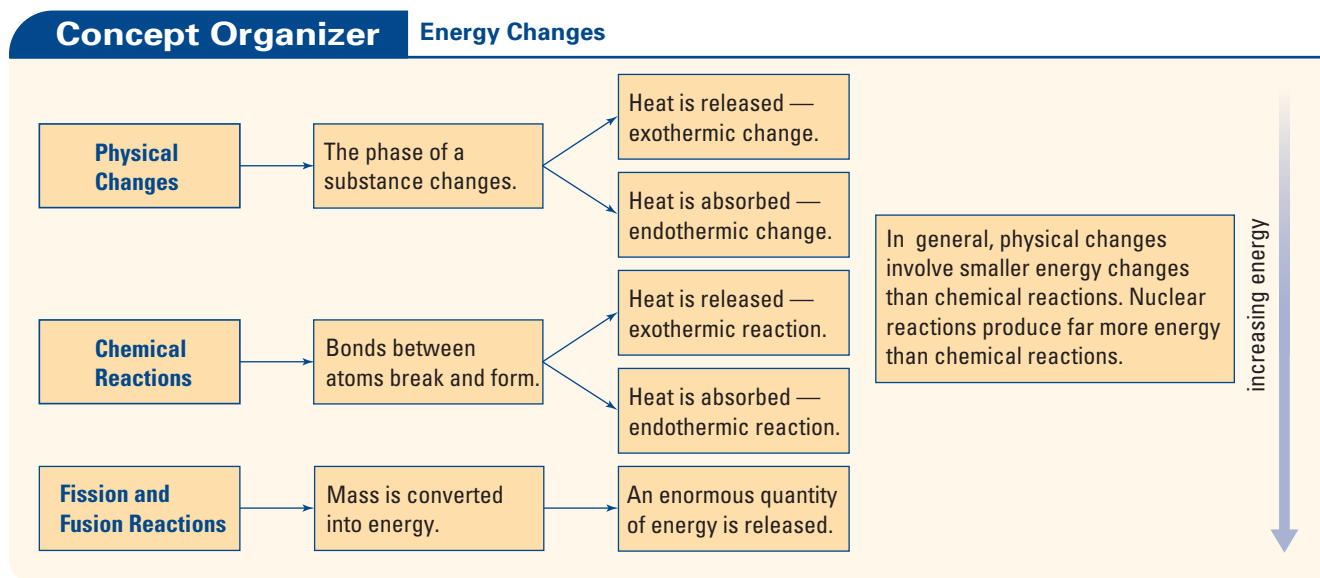 Concept Organizer
Energy Changes
Physical
Changes
The phase of a
substance changes.
Heat is released —
exothermic change.
Heat is absorbed —
endothermic change.
Chemical
Reactions
Bonds between
atoms break and form.
Heat is released —
exothermic reaction.
Heat is absorbed —
endothermic reaction.
Fission and
Fusion Reactions
Mass is converted
into energy.
An enormous quantity
of energy is released.
In general, physical changes
involve smaller energy changes
than chemical reactions. Nuclear
reactions produce far more energy
than chemical reactions.
increasing energy